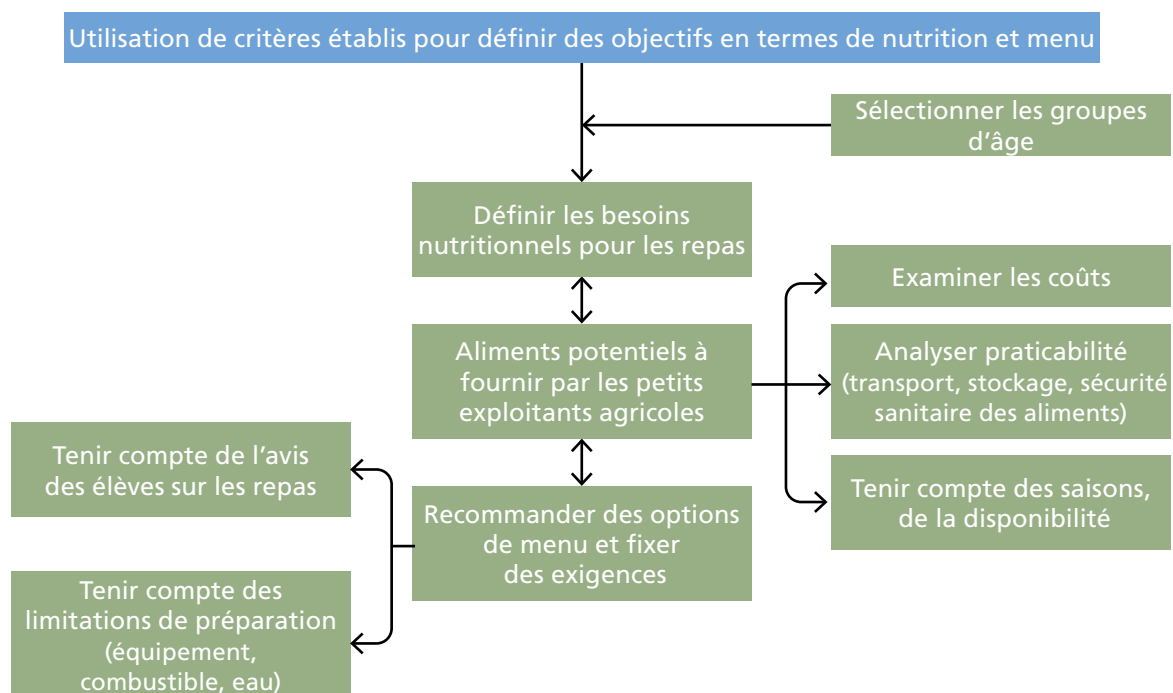 Utilisation de critères établis pour définir des objectifs en termes de nutrition et menu
Sélectionner les groupes
d’âge
Définir les besoins
nutritionnels pour les repas
Examiner les coûts
Aliments potentiels à
fournir par les petits
exploitants agricoles
Analyser praticabilité
(transport, stockage, sécurité
sanitaire des aliments)
Tenir compte de l’avis
des élèves sur les repas
Tenir compte des saisons,
de la disponibilité
Recommander des options
de menu et fixer
des exigences
Tenir compte des
limitations de préparation
(équipement,
combustible, eau)